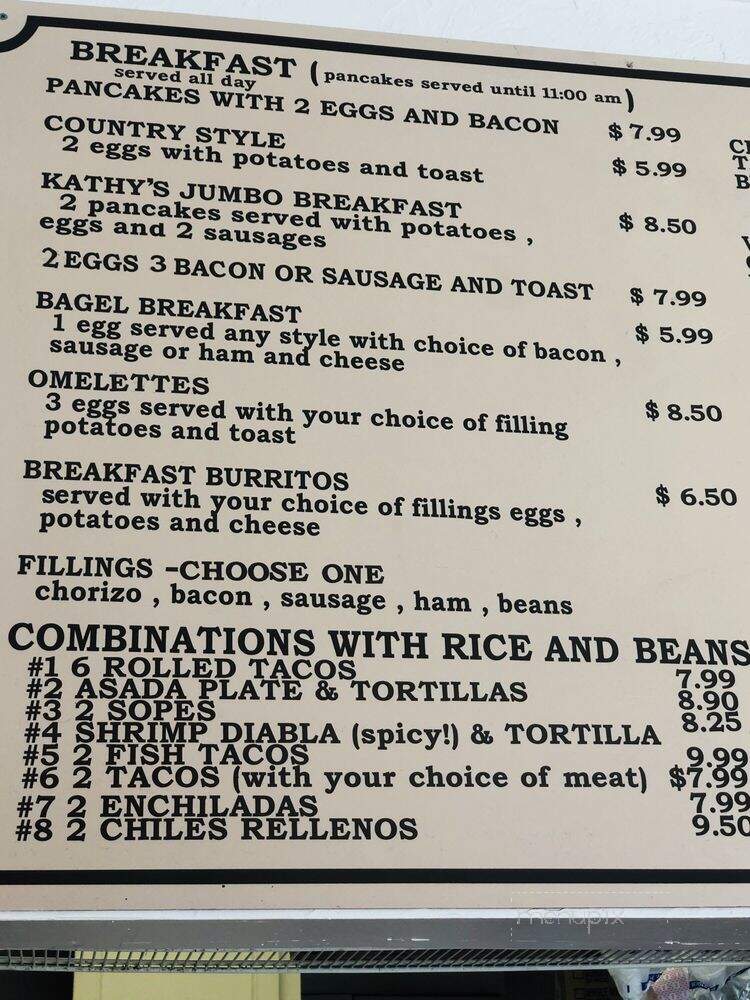 BREAKFAST (pancakes served until 11:00 am)
served all day
PANCAKES WITH 2 EGGS AND BACON $ 7.99
COUNTRY STYLE
2 eggs with potatoes and toast $ 5.99
KATHY'S JUMBO BREAKFAST
2 pancakes served with potatoes , $ 8.50
eggs and 2 sausages
2 EGGS 3 BACON OR SAUSAGE AND TOAST $ 7.99
BAGEL BREAKFAST $ 5.99
1 egg served any style with choice of bacon ,
sausage or ham and cheese
OMELETTES
3 eggs served with your choice of filling $ 8.50
potatoes and toast
BREAKFAST BURRITOS
served with your choice of fillings eggs , $ 6.50
potatoes and cheese
FILLINGS -CHOOSE ONE
chorizo , bacon , sausage , ham , beans
COMBINATIONS WITH RICE AND BEANS
#1 6 ROLLED TACOS 7.99
#2 ASADA PLATE & TORTILLAS 8.90
#3 2 SOPES 8.25
#4 SHRIMP DIABLA (spicy!) & TORTILLA
#5 2 FISH TACOS 9.99
#6 2 TACOS (with your choice of meat) $7.99
#7 2 ENCHILADAS 7.99
#8 2 CHILES RELLENOS 9.50
menupix